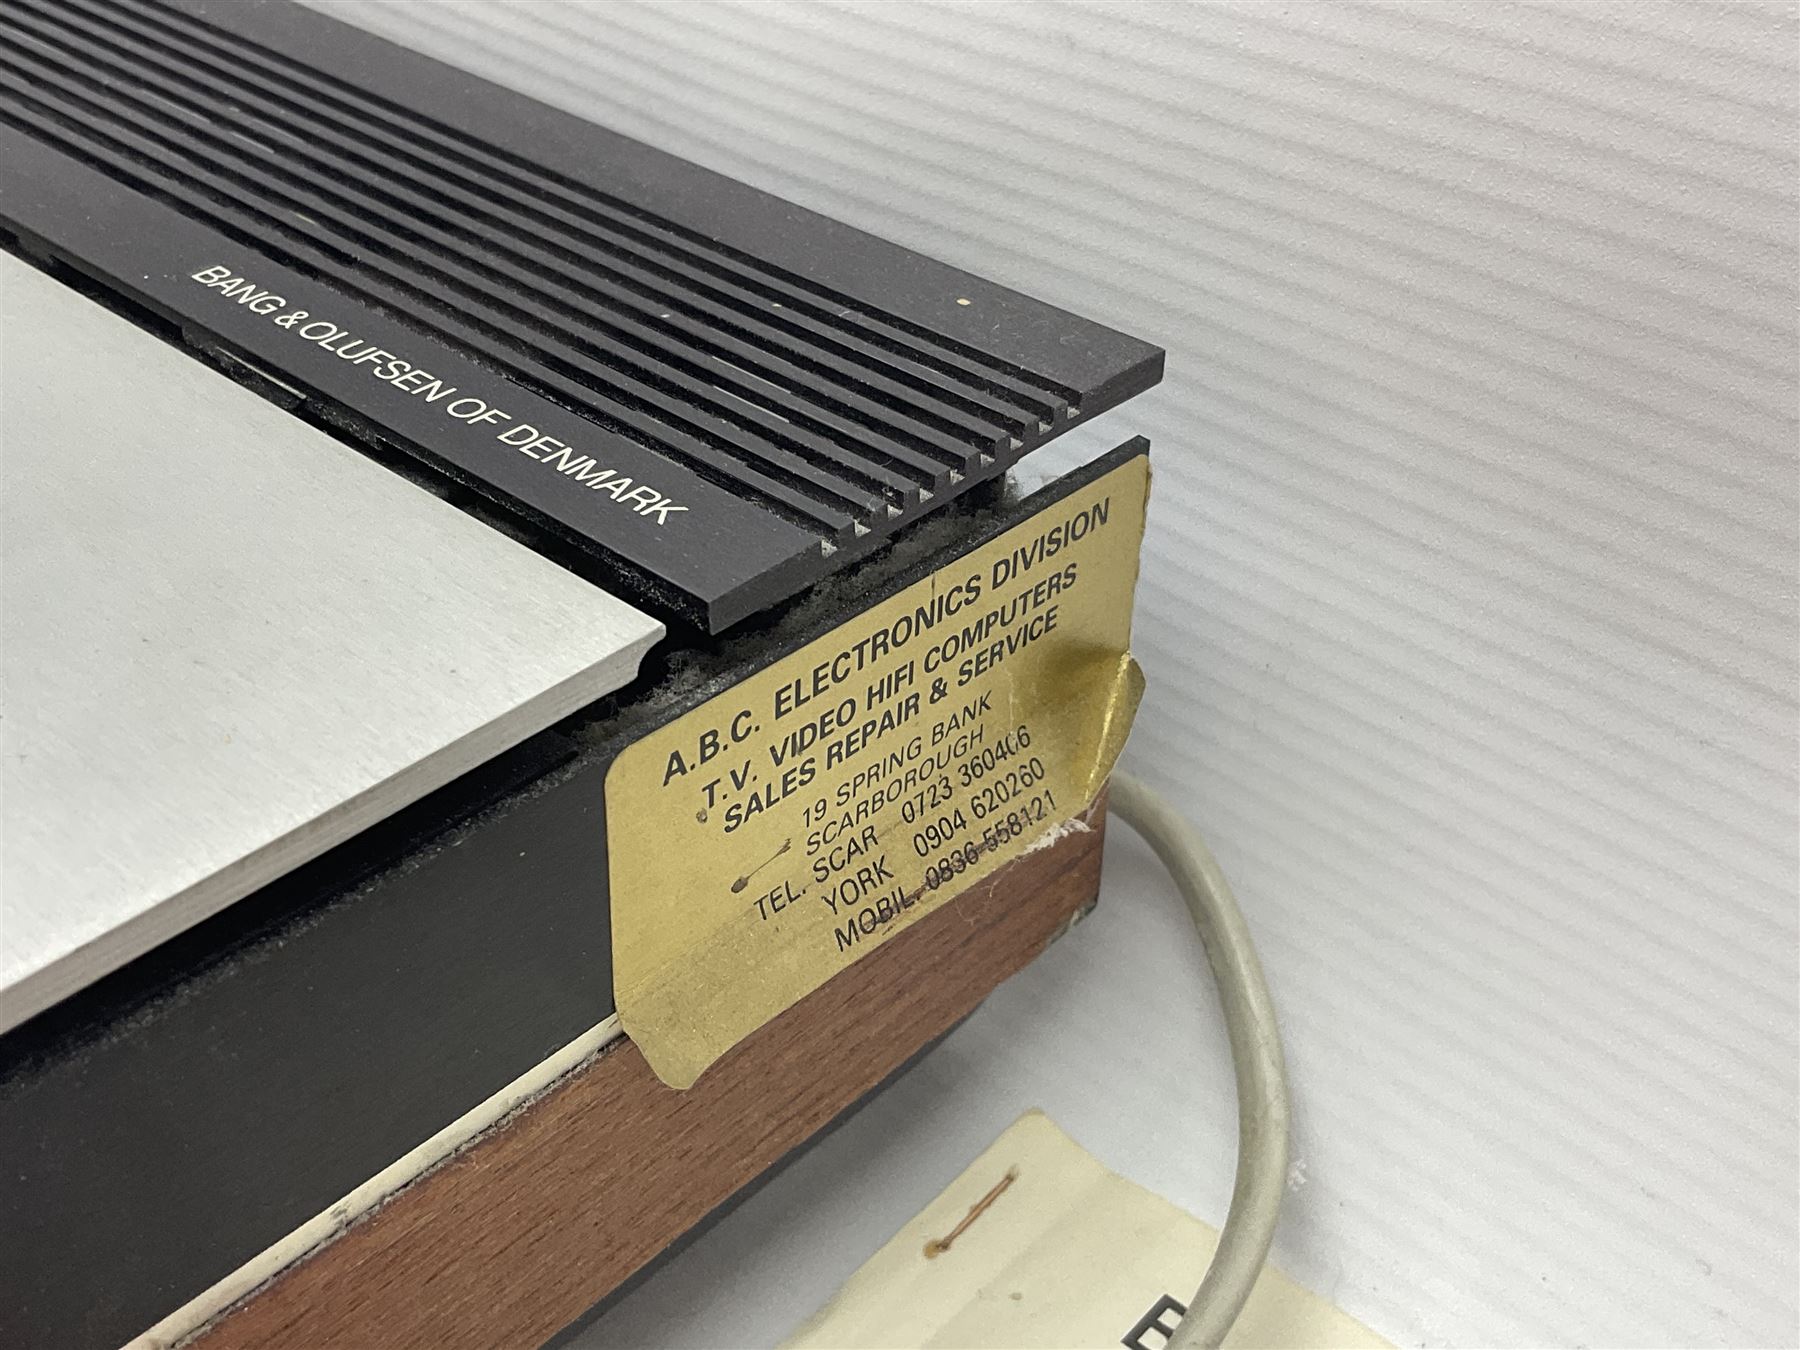 BANG & OLUFSEN OF DENMARK
A.B.C. ELECTRONICS DIVISION
T.V. VIDEO HIFI COMPUTERS
SALES REPAIR & SERVICE
19 SPRING BANK
SCARBOROUGH
TEL. SCAR 0723 360406
YORK 0904 620260
MOBIL. 0836 558121
E